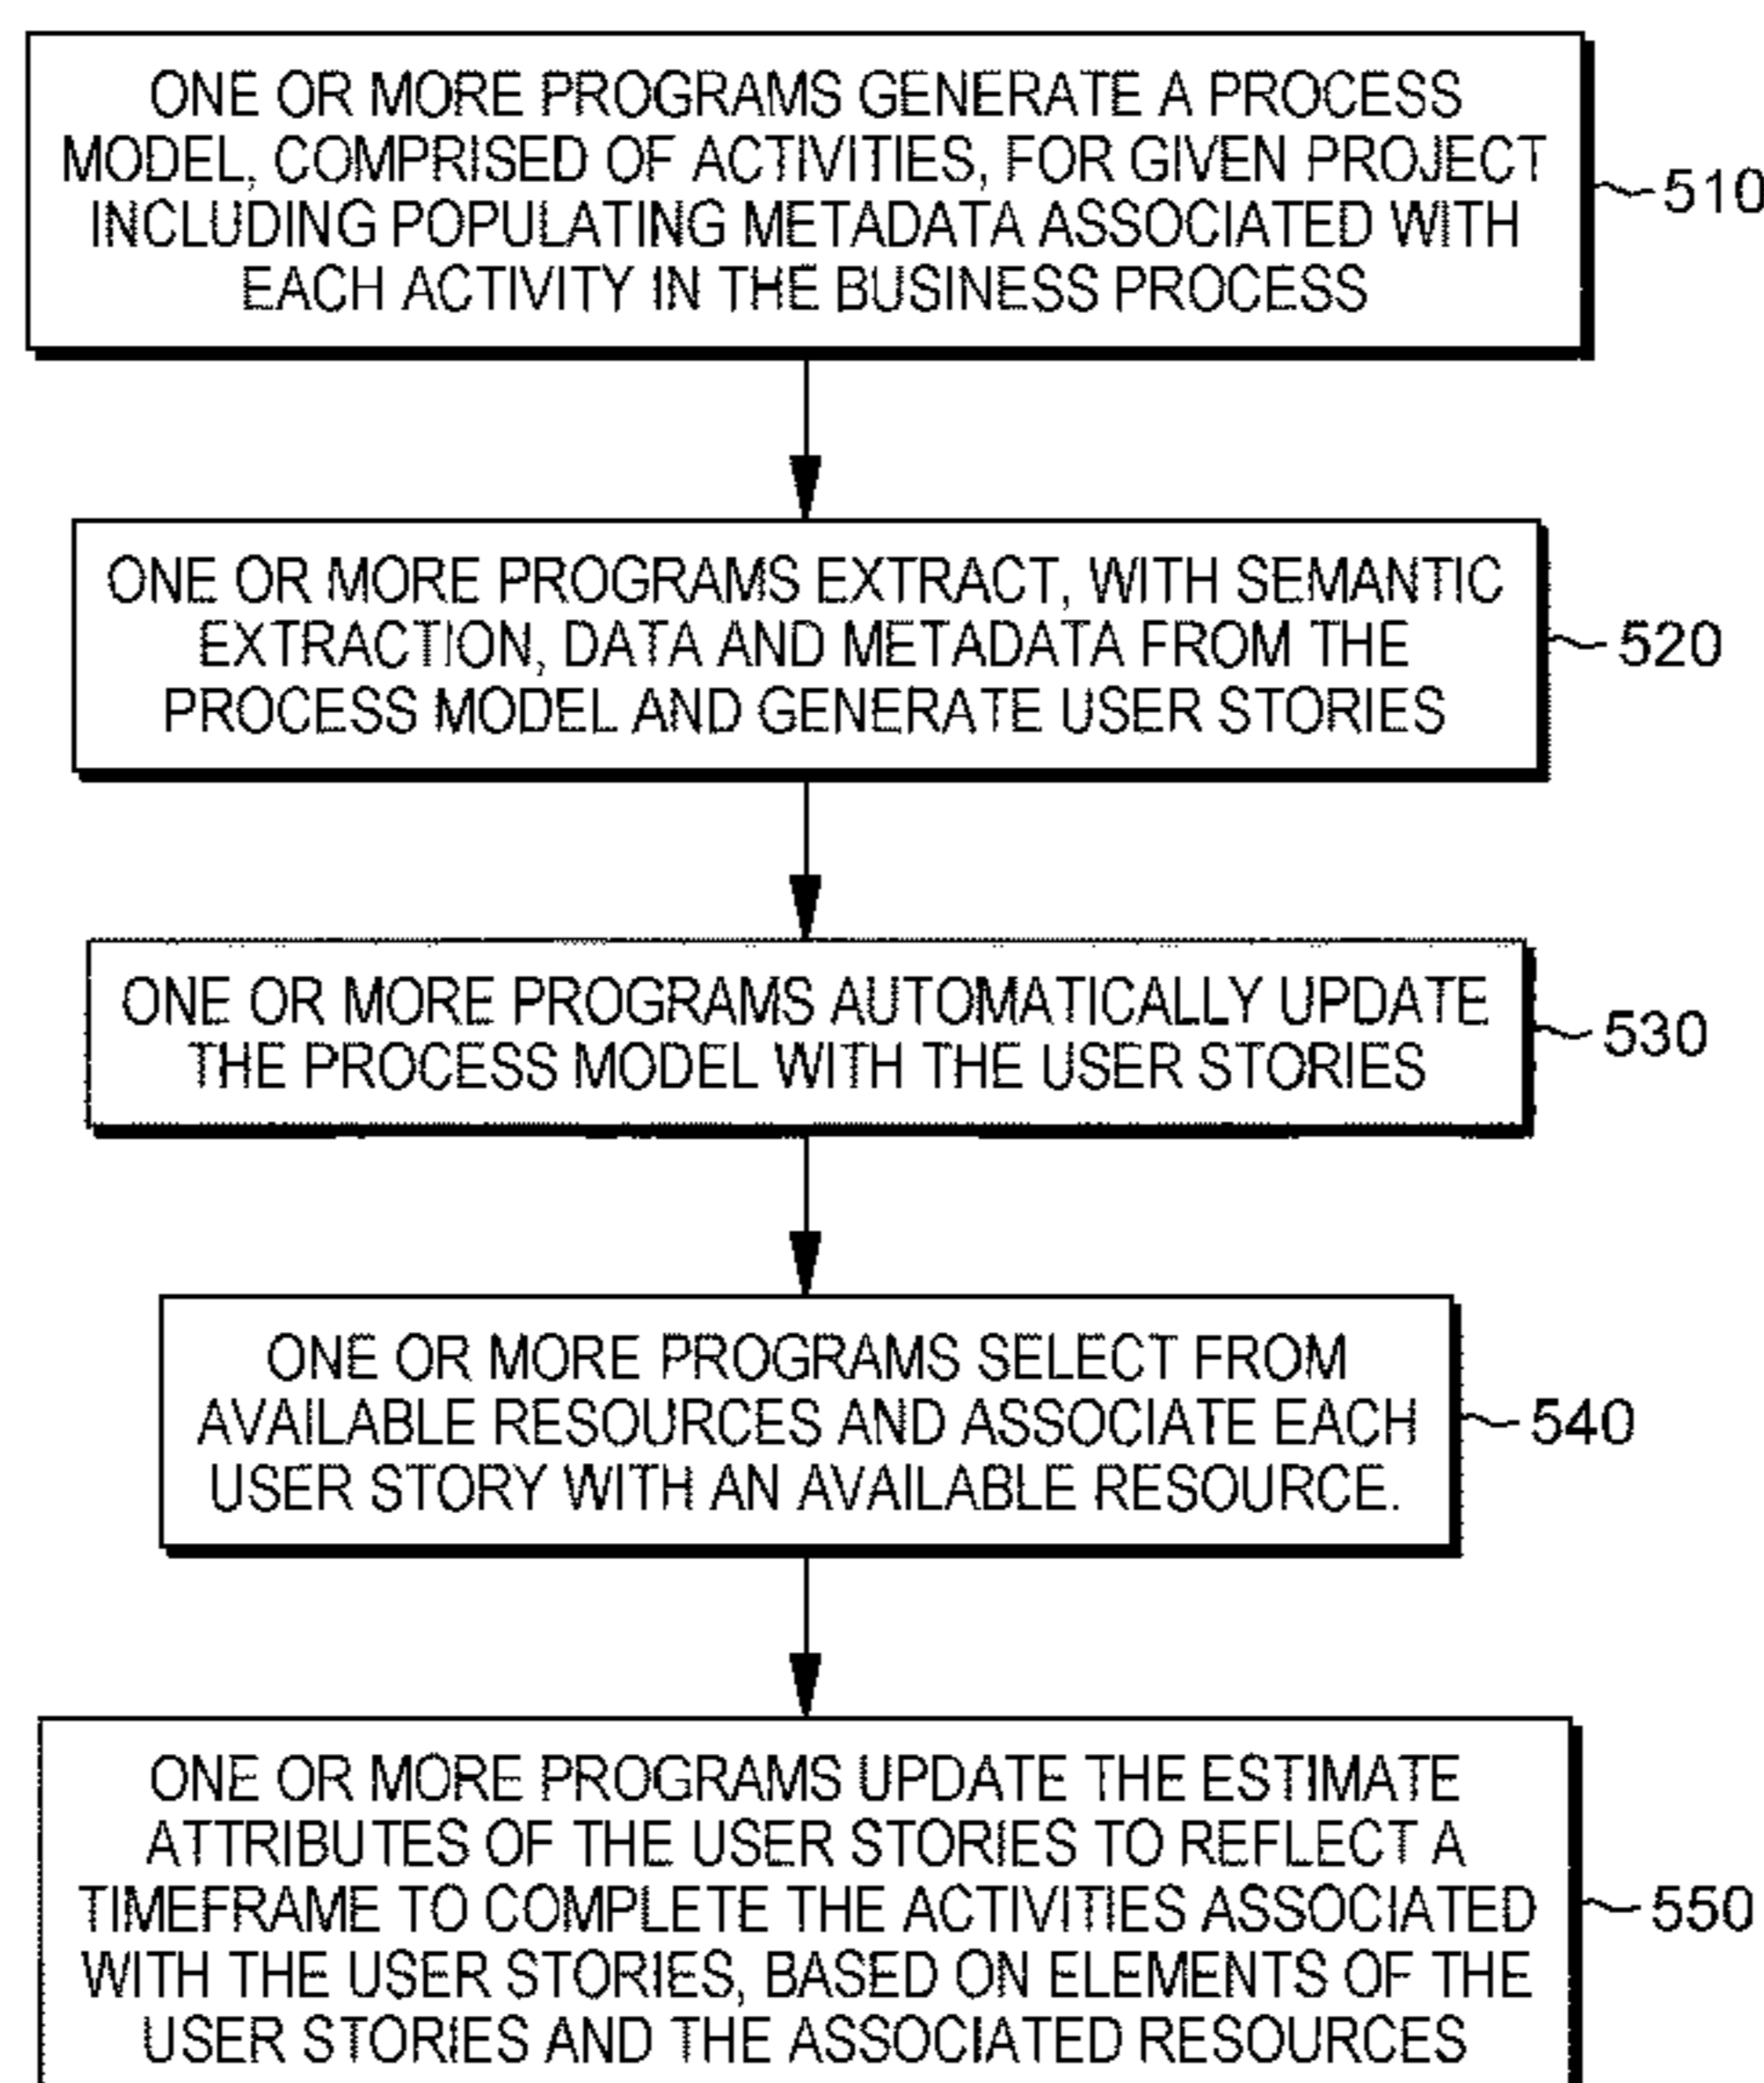 ONE OR MORE PROGRAMS GENERATE A PROCESS
MODEL, COMPRISED OF ACTIVITIES, FOR GIVEN PROJECT
INCLUDING POPULATING METADATA ASSOCIATED WITH
EACH ACTIVITY IN THE BUSINESS PROCESS
510
ONE OR MORE PROGRAMS EXTRACT, WITH SEMANTIC
EXTRACTION, DATA AND METADATA FROM THE
PROCESS MODEL AND GENERATE USER STORIES
520
ONE OR MORE PROGRAMS AUTOMATICALLY UPDATE
THE PROCESS MODEL WITH THE USER STORIES
530
ONE OR MORE PROGRAMS SELECT FROM
AVAILABLE RESOURCES AND ASSOCIATE EACH
USER STORY WITH AN AVAILABLE RESOURCE.
540
ONE OR MORE PROGRAMS UPDATE THE ESTIMATE
ATTRIBUTES OF THE USER STORIES TO REFLECT A
TIMEFRAME TO COMPLETE THE ACTIVITIES ASSOCIATED
WITH THE USER STORIES, BASED ON ELEMENTS OF THE
USER STORIES AND THE ASSOCIATED RESOURCES
550